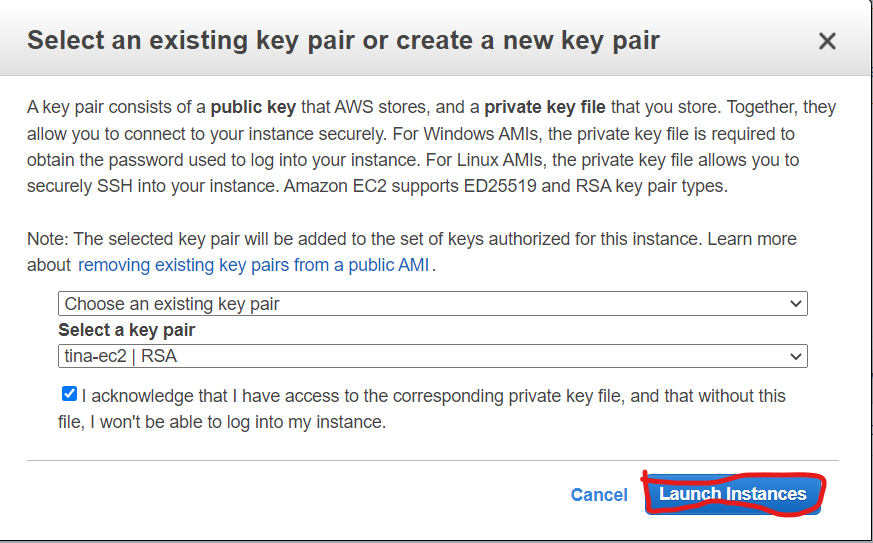 Select an existing key pair or create a new key pair
A key pair consists of a public key that AWS stores, and a private key file that you store. Together, they
allow you to connect to your instance securely. For Windows AMIs, the private key file is required to
obtain the password used to log into your instance. For Linux AMIs, the private key file allows you to
securely SSH into your instance. Amazon EC2 supports ED25519 and RSA key pair types.
Note: The selected key pair will be added to the set of keys authorized for this instance. Learn more
about removing existing key pairs from a public AMI.
Choose an existing key pair
Select a key pair
tina-ec2 | RSA
I acknowledge that I have access to the corresponding private key file, and that without this
file, I won't be able to log into my instance.
Cancel Launch Instances